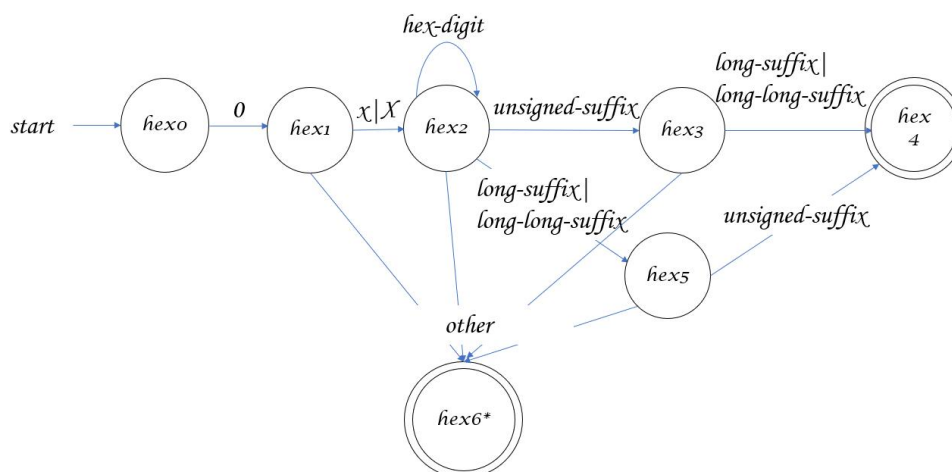 hex-digit
start
hex0
0
hex1
x|X
hex2
unsigned-suffix
hex3
long-suffix|
long-long-suffix
hex
4
long-suffix|
long-long-suffix
unsigned-suffix
hex5
other
hex6*